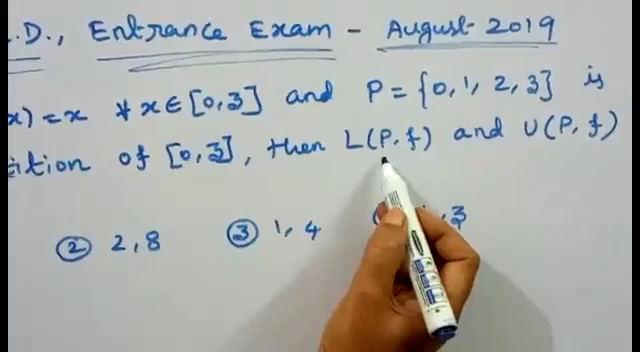 .D., Entrance Exam - August 2019
x) = x ∀ x ∈ [0,3] and P = {0, 1, 2, 3} is
ition of [0,3], then L(P, f) and U(P, f)
② 2, 8 ③ 1, 4 , 3